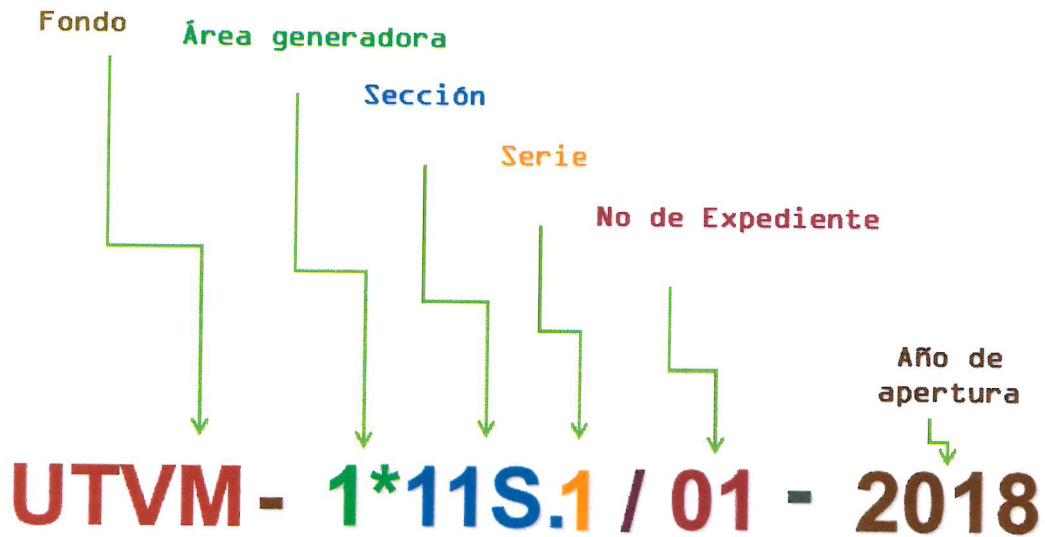 Fondo
Área generadora
Sección
Serie
No de Expediente
Año de
apertura
UTVM - 1*11S.1 / 01 - 2018